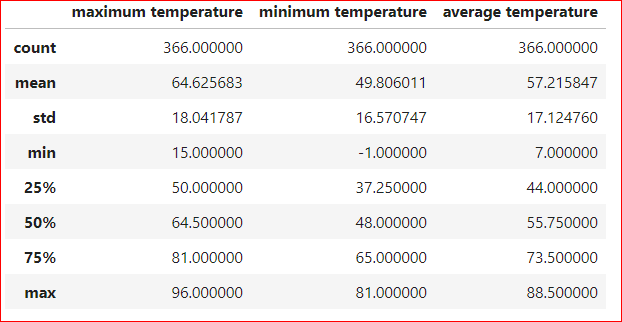 maximum temperature minimum temperature average temperature
count 366.000000 366.000000 366.000000
mean 64.625683 49.806011 57.215847
std 18.041787 16.570747 17.124760
min 15.000000 -1.000000 7.000000
25% 50.000000 37.250000 44.000000
50% 64.500000 48.000000 55.750000
75% 81.000000 65.000000 73.500000
max 96.000000 81.000000 88.500000